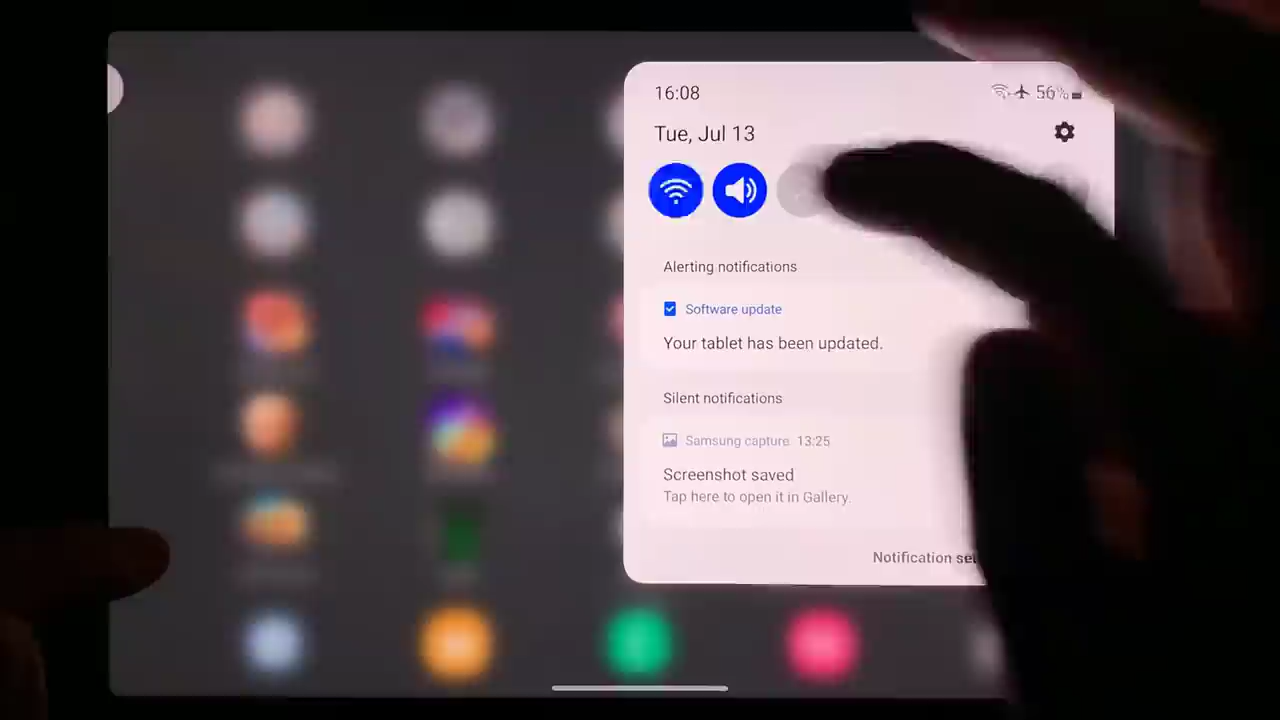 16:08
56%
Tue, Jul 13
Alerting notifications
Software update
Your tablet has been updated.
Silent notifications
Samsung capture 13:25
Screenshot saved
Tap here to open it in Gallery.
Notification